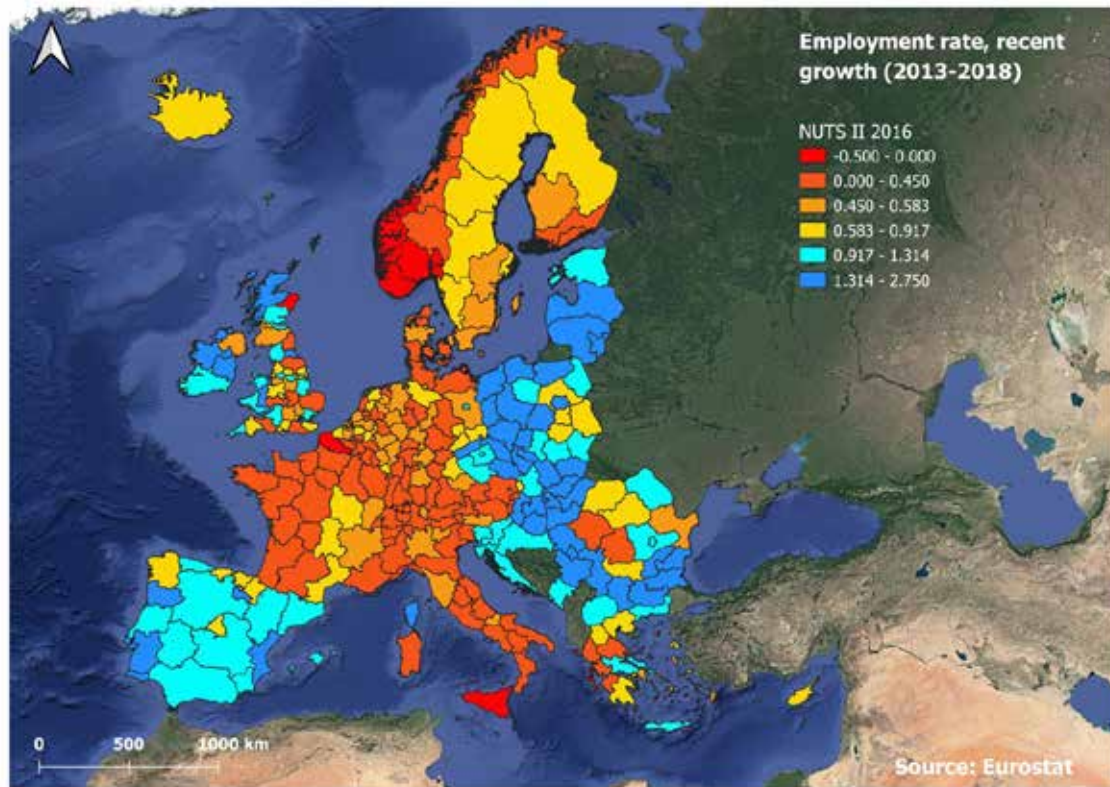 Employment rate, recent
growth (2013-2018)
NUTS II 2016
-0.500 - 0.000
0.000 - 0.450
0.450 - 0.583
0.583 - 0.917
0.917 - 1.314
1.314 - 2.750
0 500 1000 km
Source: Eurostat